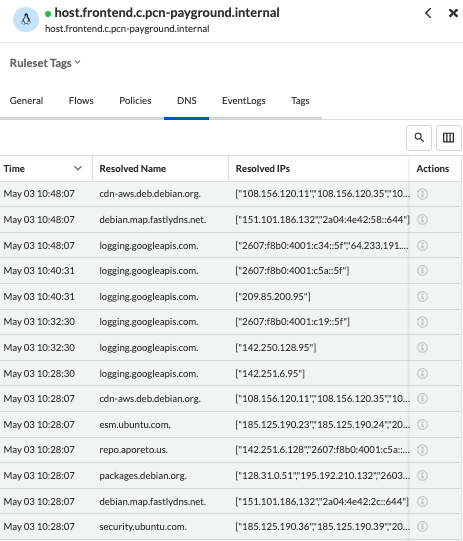 host.frontend.c.pcn-payground.internal
host.frontend.c.pcn-payground.internal
Ruleset Tags
General Flows Policies DNS EventLogs Tags
Time Resolved Name Resolved IPs Actions
May 03 10:48:07 cdn-aws.deb.debian.org. ["108.156.120.11","108.156.120.35","10...
May 03 10:48:07 debian.map.fastlydns.net. ["151.101.186.132","2a04:4e42:58::644"]
May 03 10:48:07 logging.googleapis.com. ["2607:f8b0:4001:c34::5f","64.233.191....
May 03 10:40:31 logging.googleapis.com. ["2607:f8b0:4001:c5a::5f"]
May 03 10:40:31 logging.googleapis.com. ["209.85.200.95"]
May 03 10:32:30 logging.googleapis.com. ["2607:f8b0:4001:c19::5f"]
May 03 10:32:30 logging.googleapis.com. ["142.250.128.95"]
May 03 10:28:30 logging.googleapis.com. ["142.251.6.95"]
May 03 10:28:07 cdn-aws.deb.debian.org. ["108.156.120.11","108.156.120.35","10...
May 03 10:28:07 esm.ubuntu.com. ["185.125.190.23","185.125.190.24","20...
May 03 10:28:07 repo.aporeto.us. ["142.251.6.128","2607:f8b0:4001:c5a::...
May 03 10:28:07 packages.debian.org. ["128.31.0.51","195.192.210.132","2603...
May 03 10:28:07 debian.map.fastlydns.net. ["151.101.186.132","2a04:4e42:2c::644"]
May 03 10:28:07 security.ubuntu.com. ["185.125.190.36","185.125.190.39","20...